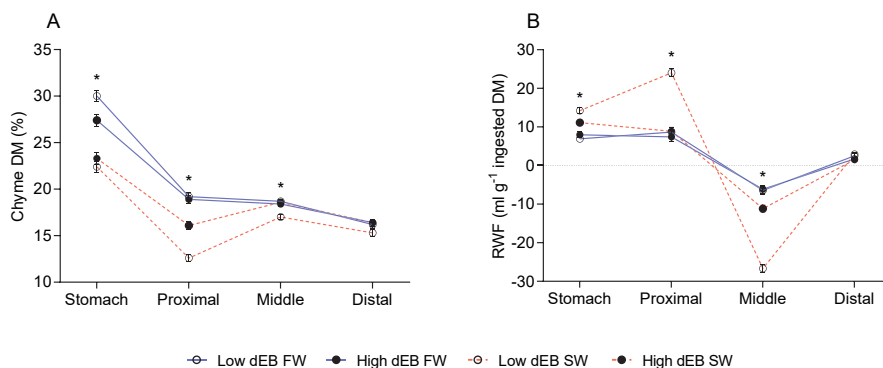 A
B
*
*
*
35
30
25
20
15
10
Chyme DM (%)
Stomach Proximal Middle Distal
*
*
*
30
20
10
0
-10
-20
-30
RWF (ml g⁻¹ ingested DM)
Stomach Proximal Middle Distal
Low dEB FW High dEB FW Low dEB SW High dEB SW